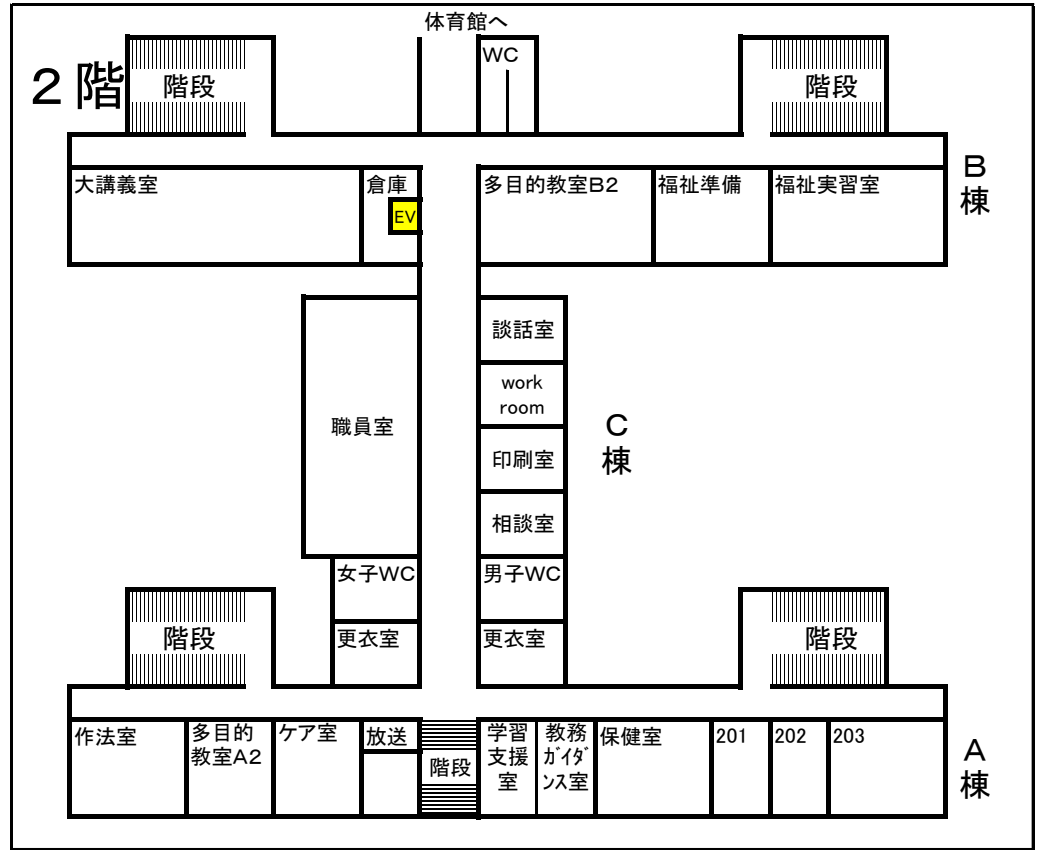 体育館へ
WC
２階
階段
階段
大講義室
倉庫
EV
多目的教室B2
福祉準備
福祉実習室
B
棟
談話室
work
room
職員室
C
棟
印刷室
相談室
女子WC
男子WC
階段
更衣室
更衣室
階段
作法室
多目的
教室A2
ケア室
放送
階段
学習
支援
室
教務
ｶﾞｲﾀﾞ
ﾝｽ室
保健室
201
202
203
A
棟